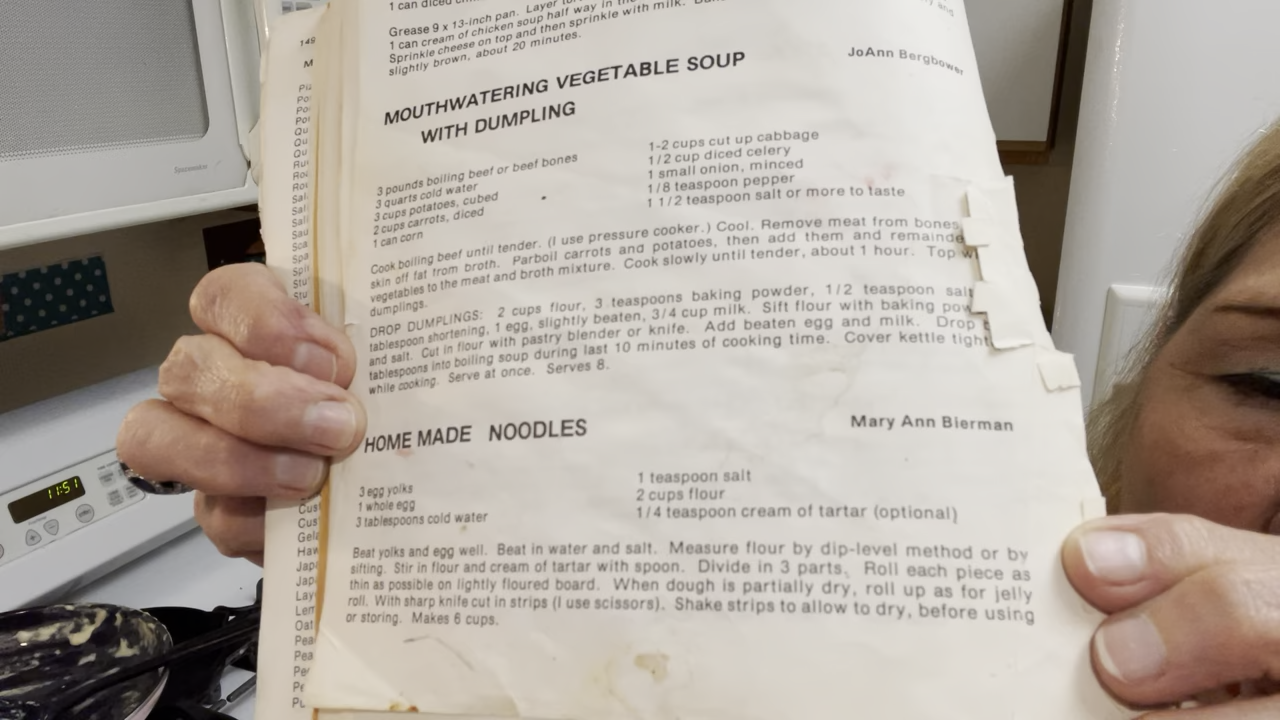 1 can diced
Grease 9 x 13-inch pan. Layer
1 can cream of chicken soup half way in the
Sprinkle cheese on top and then sprinkle with milk.
slightly brown, about 20 minutes.
JoAnn Bergbower
MOUTHWATERING VEGETABLE SOUP
WITH DUMPLING
3 pounds boiling beef or beef bones
3 quarts cold water
3 cups potatoes, cubed
2 cups carrots, diced
1 can corn
1-2 cups cut up cabbage
1/2 cup diced celery
1 small onion, minced
1/8 teaspoon pepper
1 1/2 teaspoon salt or more to taste
Cook boiling beef until tender. (I use pressure cooker.) Cool. Remove meat from bones
skin off fat from broth. Parboil carrots and potatoes, then add them and remainde
vegetables to the meat and broth mixture. Cook slowly until tender, about 1 hour. Top wi
dumplings.
DROP DUMPLINGS: 2 cups flour, 3 teaspoons baking powder, 1/2 teaspoon salt
tablespoon shortening, 1 egg, slightly beaten, 3/4 cup milk. Sift flour with baking pow
and salt. Cut in flour with pastry blender or knife. Add beaten egg and milk. Drop
tablespoons into boiling soup during last 10 minutes of cooking time. Cover kettle tight
while cooking. Serve at once. Serves 8.
HOME MADE NOODLES
Mary Ann Bierman
3 egg yolks
1 whole egg
3 tablespoons cold water
1 teaspoon salt
2 cups flour
1/4 teaspoon cream of tartar (optional)
Beat yolks and egg well. Beat in water and salt. Measure flour by dip-level method or by
sifting. Stir in flour and cream of tartar with spoon. Divide in 3 parts. Roll each piece as
thin as possible on lightly floured board. When dough is partially dry, roll up as for jelly
roll. With sharp knife cut in strips (I use scissors). Shake strips to allow to dry, before using
or storing. Makes 6 cups.
149
11:51